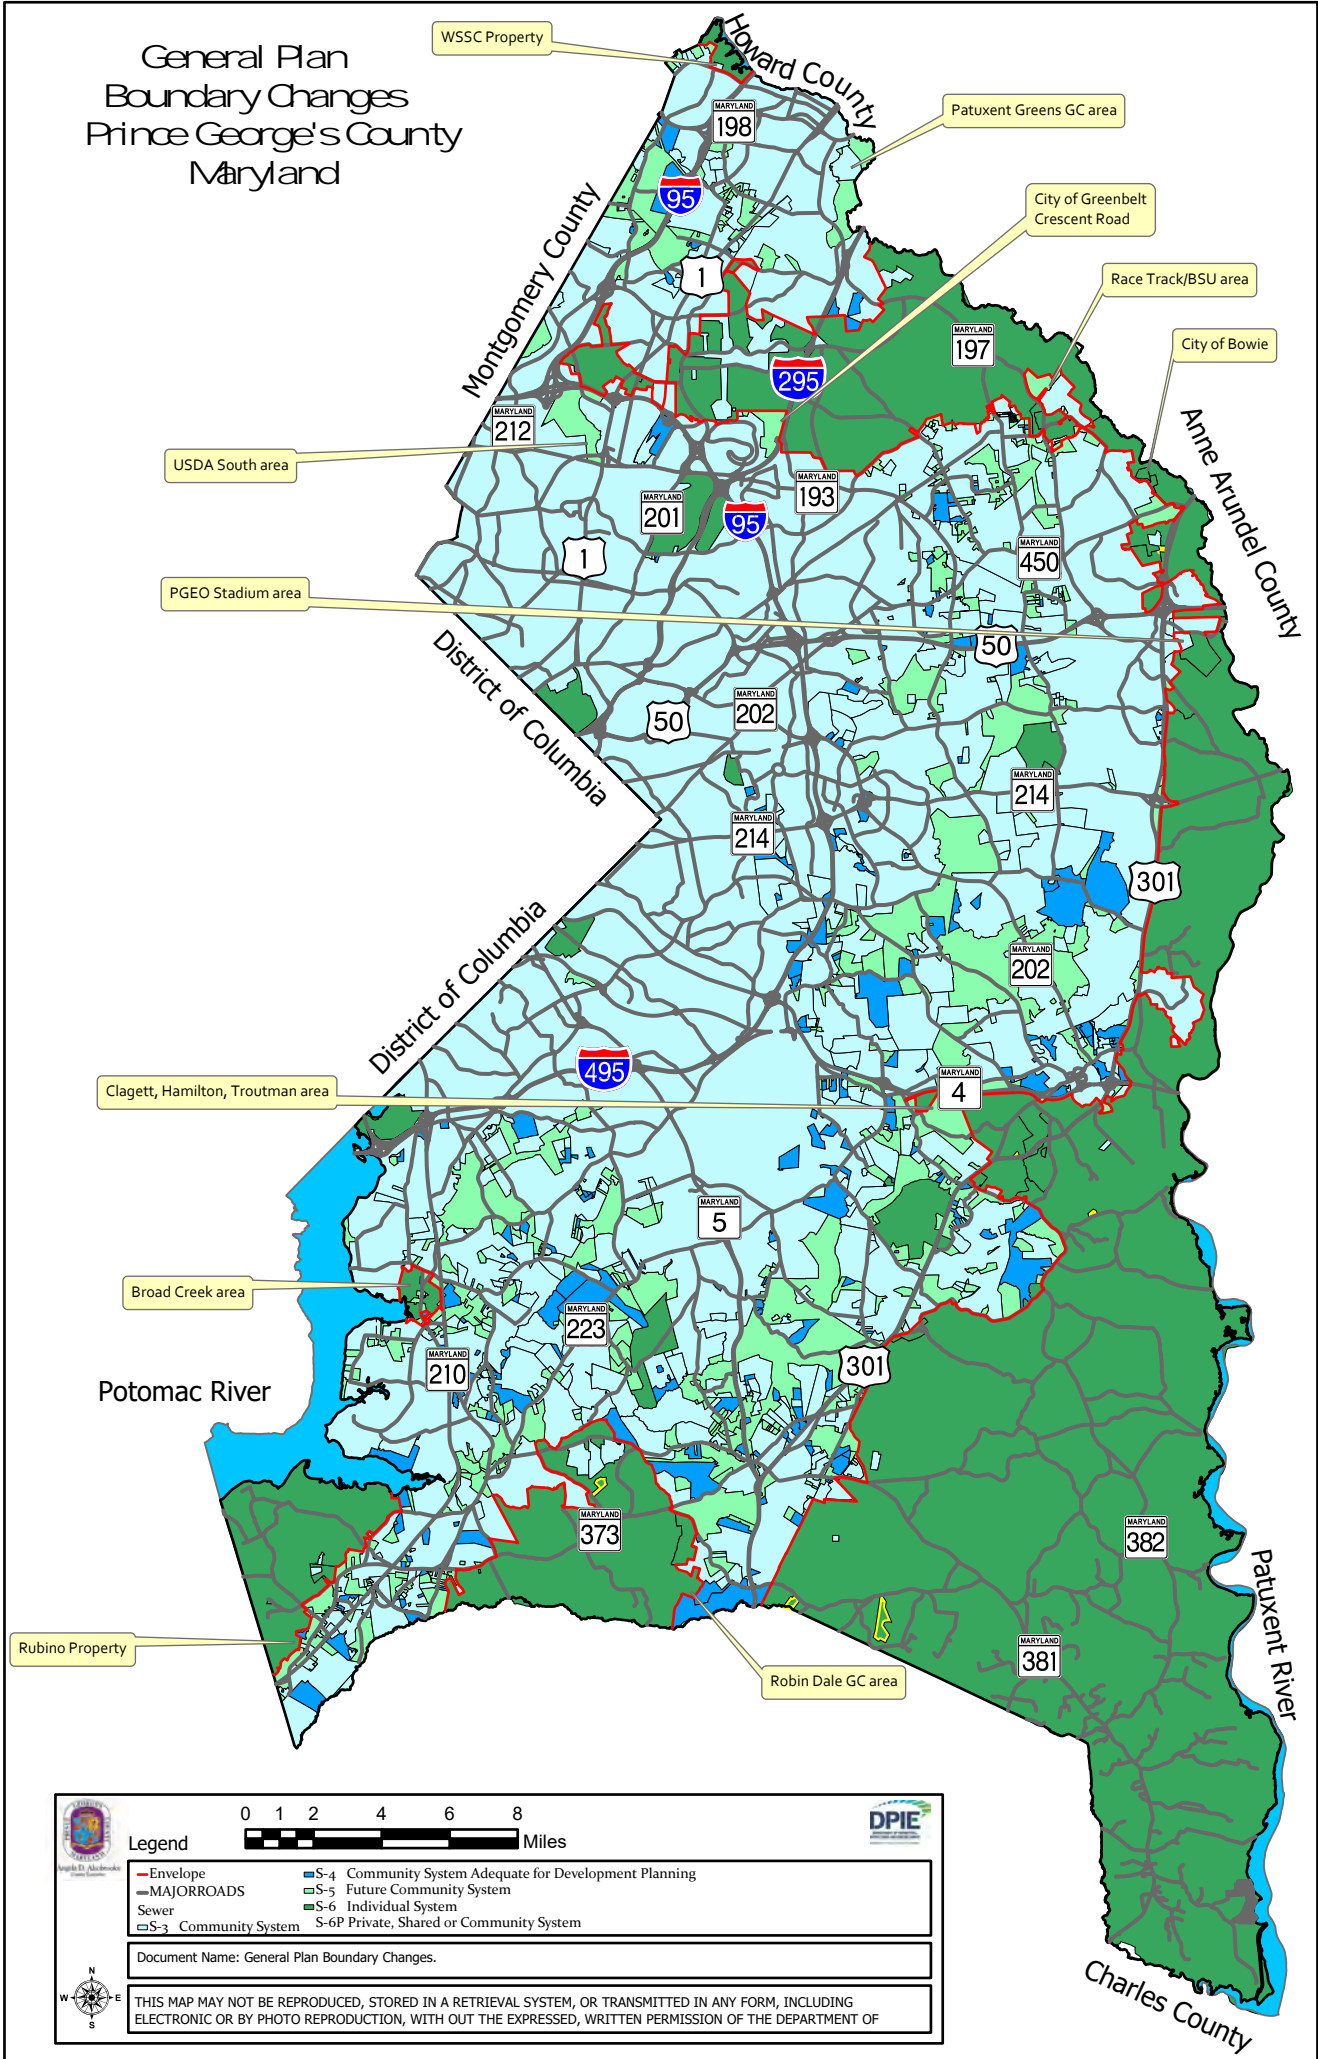 General Plan
Boundary Changes
Prince George's County
Maryland
WSSC Property
Howard County
Patuxent Greens GC area
MARYLAND
198
95
City of Greenbelt
Crescent Road
Montgomery County
1
Race Track/BSU area
MARYLAND
197
City of Bowie
295
MARYLAND
212
Anne Arundel County
USDA South area
MARYLAND
193
MARYLAND
201
95
1
MARYLAND
450
PGEO Stadium area
District of Columbia
50
MARYLAND
202
50
MARYLAND
214
MARYLAND
214
301
District of Columbia
MARYLAND
202
495
Clagett, Hamilton, Troutman area
MARYLAND
4
MARYLAND
5
Broad Creek area
MARYLAND
223
MARYLAND
210
301
Potomac River
MARYLAND
373
MARYLAND
382
Patuxent River
Rubino Property
MARYLAND
381
Robin Dale GC area
Charles County
0 1 2 4 6 8
Miles
Legend
DPIE
Angela D. Alsobrooks
Envelope
MAJORROADS
Sewer
S-3 Community System
S-4 Community System Adequate for Development Planning
S-5 Future Community System
S-6 Individual System
S-6P Private, Shared or Community System
Document Name: General Plan Boundary Changes.
N
W E
S
THIS MAP MAY NOT BE REPRODUCED, STORED IN A RETRIEVAL SYSTEM, OR TRANSMITTED IN ANY FORM, INCLUDING
ELECTRONIC OR BY PHOTO REPRODUCTION, WITH OUT THE EXPRESSED, WRITTEN PERMISSION OF THE DEPARTMENT OF